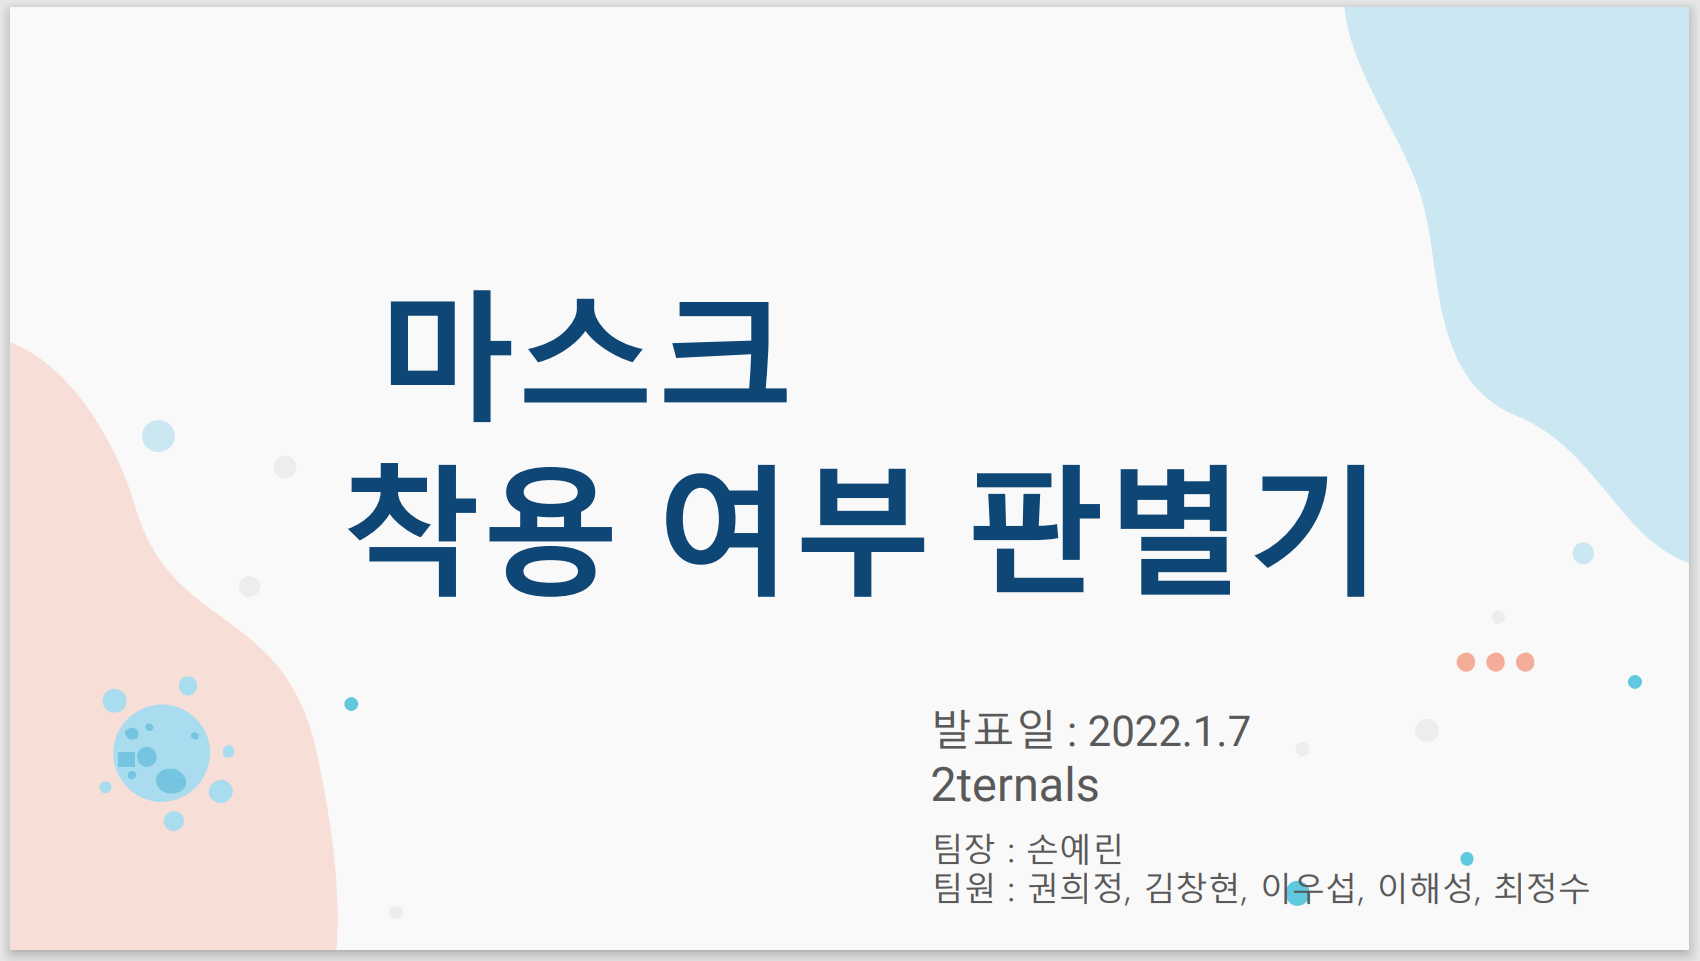 마스크
착용 여부 판별기
발표일 : 2022.1.7
2ternals
팀장 : 손예린
팀원 : 권희정, 김창현, 이우섭, 이해성, 최정수